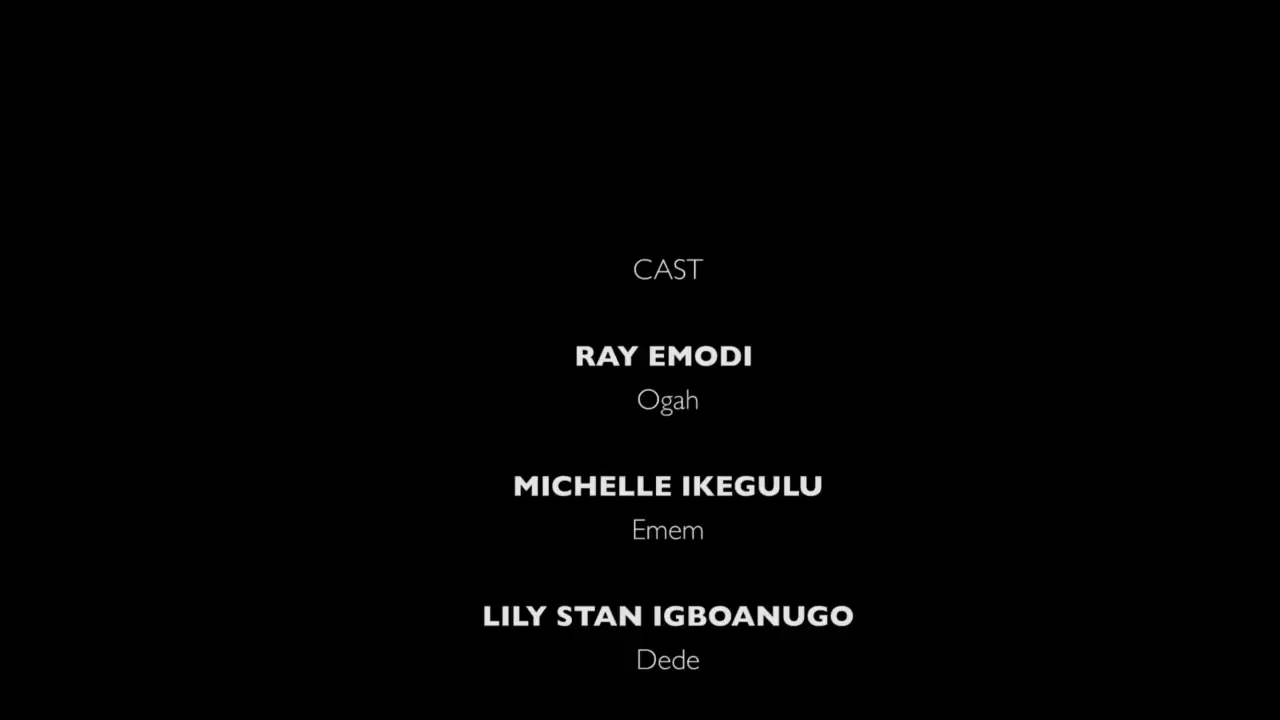 CAST
RAY EMODI
Ogah
MICHELLE IKEGULU
Emem
LILY STAN IGBOANUGO
Dede